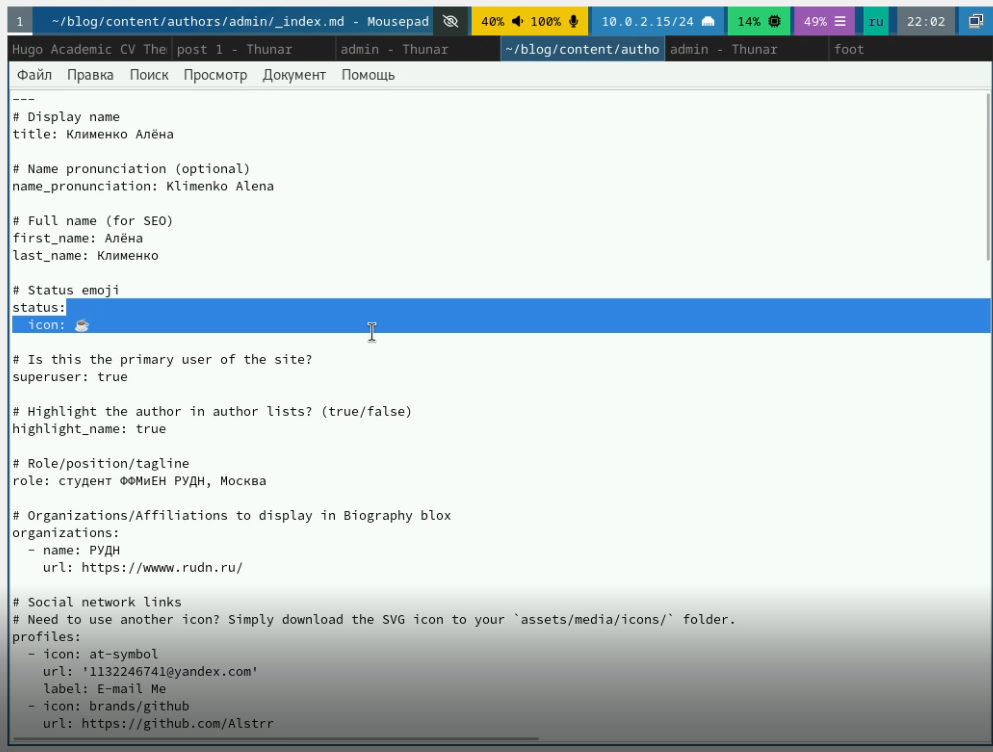 1 ~/blog/content/authors/admin/_index.md - Mousepad 40% 100% 10.0.2.15/24 14% 49% ru 22:02
Hugo Academic CV The post 1 - Thunar admin - Thunar ~/blog/content/autho admin - Thunar foot
Файл Правка Поиск Просмотр Документ Помощь
---
# Display name
title: Клименко Алёна
# Name pronunciation (optional)
name_pronunciation: Klimenko Alena
# Full name (for SEO)
first_name: Алёна
last_name: Клименко
# Status emoji
status:
icon: ☕
# Is this the primary user of the site?
superuser: true
# Highlight the author in author lists? (true/false)
highlight_name: true
# Role/position/tagline
role: студент ФФМиЕН РУДН, Москва
# Organizations/Affiliations to display in Biography blox
organizations:
- name: РУДН
url: https://wwww.rudn.ru/
# Social network links
# Need to use another icon? Simply download the SVG icon to your `assets/media/icons/` folder.
profiles:
- icon: at-symbol
url: '1132246741@yandex.com'
label: E-mail Me
- icon: brands/github
url: https://github.com/Alstrr